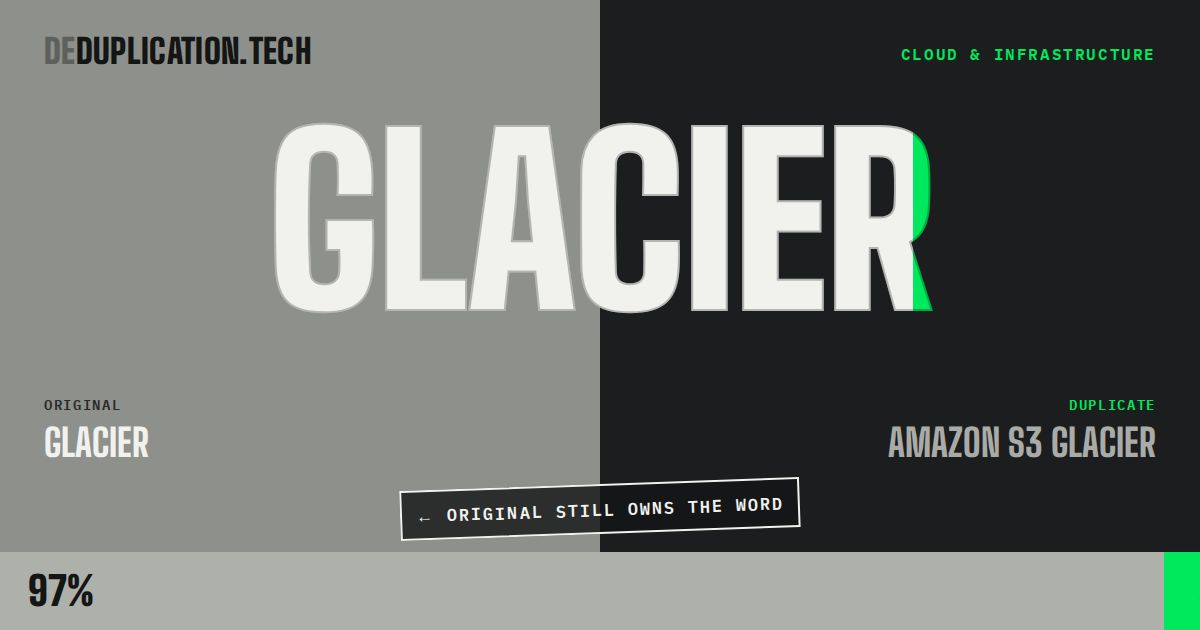 DEDUPLICATION.TECH
CLOUD & INFRASTRUCTURE
GLACIER
ORIGINAL
GLACIER
DUPLICATE
AMAZON S3 GLACIER
← ORIGINAL STILL OWNS THE WORD
97%